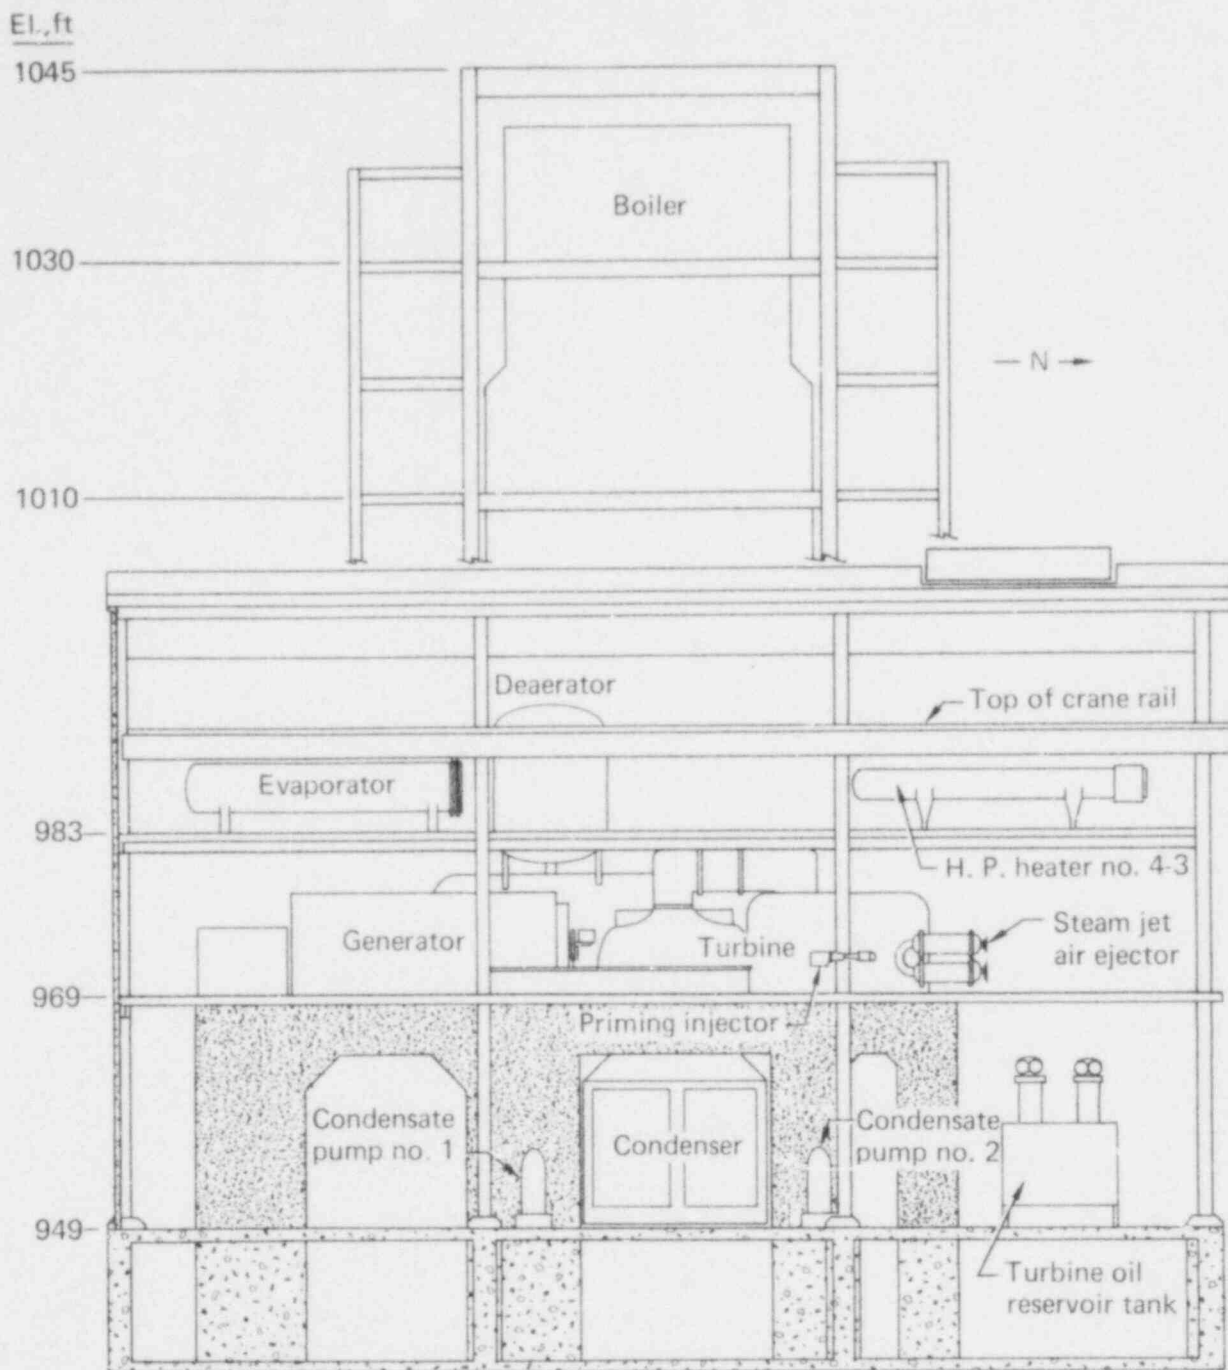 El.,ft
1045
Boiler
1030
N
1010
Deaerator
Top of crane rail
Evaporator
983
H. P. heater no. 4-3
Generator
Turbine
Steam jet
air ejector
969
Priming injector
Condensate
pump no. 1
Condenser
Condensate
pump no. 2
949
Turbine oil
reservoir tank